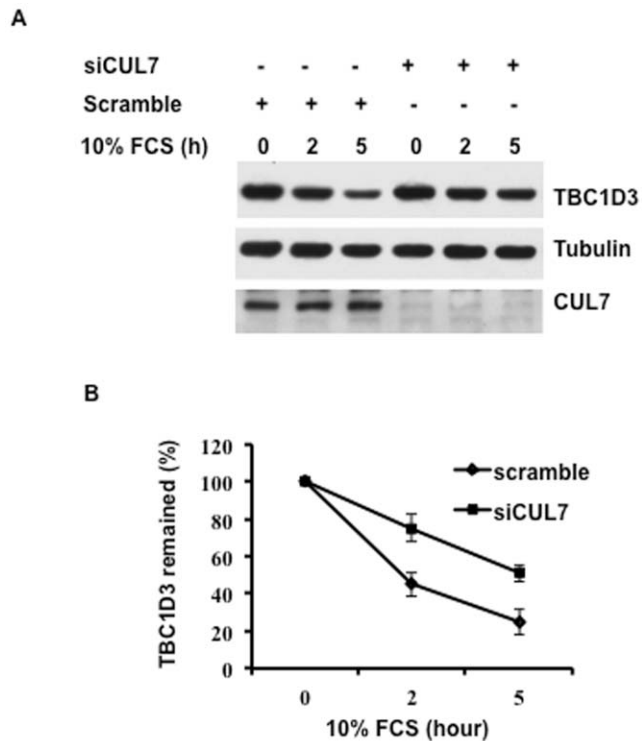 A
siCUL7 - - - + + +
Scramble + + + - - -
10% FCS (h) 0 2 5 0 2 5
TBC1D3
Tubulin
CUL7
B
120
100
80
60
40
20
0
TBC1D3 remained (%)
scramble
siCUL7
0 2 5
10% FCS (hour)